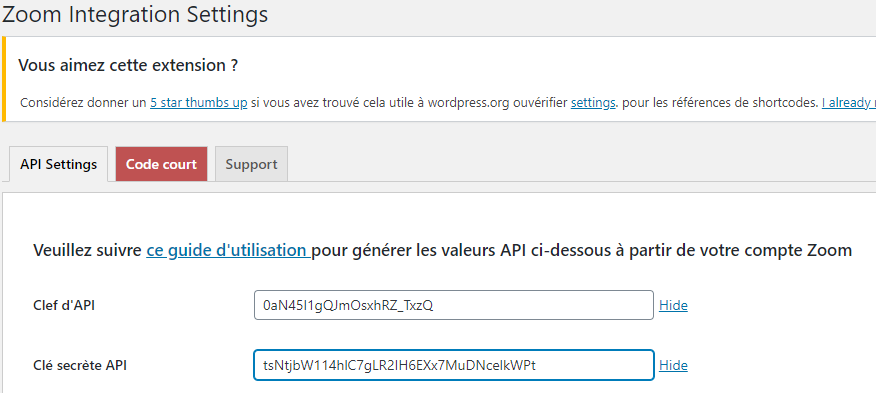 Zoom Integration Settings
Vous aimez cette extension ?
Considérez donner un 5 star thumbs up si vous avez trouvé cela utile à wordpress.org ouvérifier settings. pour les références de shortcodes. I already
API Settings Code court Support
Veuillez suivre ce guide d'utilisation pour générer les valeurs API ci-dessous à partir de votre compte Zoom
Clef d'API 0aN45I1gQJmOsxhRZ_TxzQ Hide
Clé secrète API tsNtjbW114hIC7gLR2IH6EXx7MuDNceIkWPt Hide